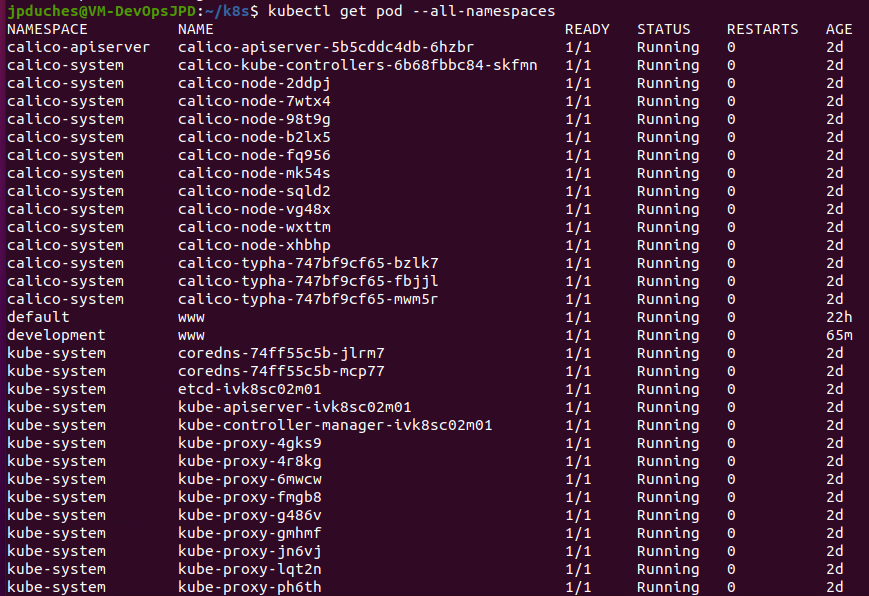 jpduches@VM-DevOpsJPD:~/k8s$ kubectl get pod --all-namespaces
NAMESPACE NAME READY STATUS RESTARTS AGE
calico-apiserver calico-apiserver-5b5cddc4db-6hzbr 1/1 Running 0 2d
calico-system calico-kube-controllers-6b68fbbc84-skfmn 1/1 Running 0 2d
calico-system calico-node-2ddpj 1/1 Running 0 2d
calico-system calico-node-7wtx4 1/1 Running 0 2d
calico-system calico-node-98t9g 1/1 Running 0 2d
calico-system calico-node-b2lx5 1/1 Running 0 2d
calico-system calico-node-fq956 1/1 Running 0 2d
calico-system calico-node-mk54s 1/1 Running 0 2d
calico-system calico-node-sqld2 1/1 Running 0 2d
calico-system calico-node-vg48x 1/1 Running 0 2d
calico-system calico-node-wxttm 1/1 Running 0 2d
calico-system calico-node-xhbhp 1/1 Running 0 2d
calico-system calico-typha-747bf9cf65-bzlk7 1/1 Running 0 2d
calico-system calico-typha-747bf9cf65-fbjjl 1/1 Running 0 2d
calico-system calico-typha-747bf9cf65-mwm5r 1/1 Running 0 2d
default www 1/1 Running 0 22h
development www 1/1 Running 0 65m
kube-system coredns-74ff55c5b-jlrm7 1/1 Running 0 2d
kube-system coredns-74ff55c5b-mcp77 1/1 Running 0 2d
kube-system etcd-ivk8sc02m01 1/1 Running 0 2d
kube-system kube-apiserver-ivk8sc02m01 1/1 Running 0 2d
kube-system kube-controller-manager-ivk8sc02m01 1/1 Running 0 2d
kube-system kube-proxy-4gks9 1/1 Running 0 2d
kube-system kube-proxy-4r8kg 1/1 Running 0 2d
kube-system kube-proxy-6mwcw 1/1 Running 0 2d
kube-system kube-proxy-fmgb8 1/1 Running 0 2d
kube-system kube-proxy-g486v 1/1 Running 0 2d
kube-system kube-proxy-gmhmf 1/1 Running 0 2d
kube-system kube-proxy-jn6vj 1/1 Running 0 2d
kube-system kube-proxy-lqt2n 1/1 Running 0 2d
kube-system kube-proxy-ph6th 1/1 Running 0 2d